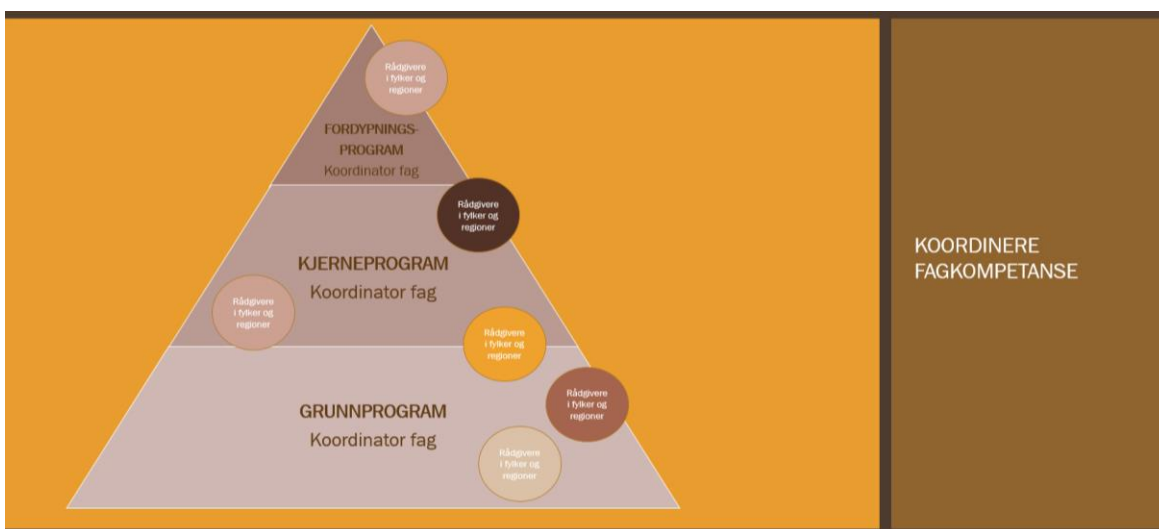 Rådgivere
i fylker og
regioner
FORDYPNINGS-
PROGRAM
Koordinator fag
Rådgivere
i fylker og
regioner
KJERNEPROGRAM
Koordinator fag
Rådgivere
i fylker og
regioner
Rådgivere
i fylker og
regioner
GRUNNPROGRAM
Koordinator fag
Rådgivere
i fylker og
regioner
Rådgivere
i fylker og
regioner
KOORDINERE
FAGKOMPETANSE